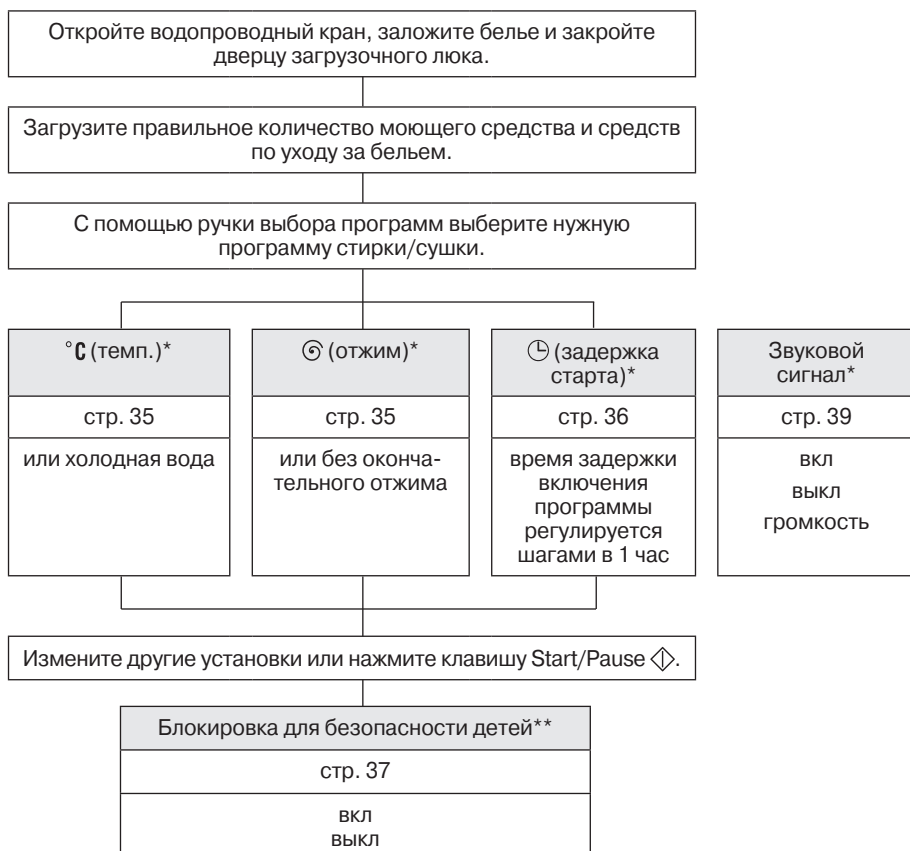 Откройте водопроводный кран, заложите белье и закройте
дверцу загрузочного люка.
Загрузите правильное количество моющего средства и средств
по уходу за бельем.
С помощью ручки выбора программ выберите нужную
программу стирки/сушки.
°C (темп.)*
стр. 35
или холодная вода
(отжим)*
стр. 35
или без оконча-
тельного отжима
(задержка
старта)*
стр. 36
время задержки
включения
программы
регулируется
шагами в 1 час
Звуковой
сигнал*
стр. 39
вкл
выкл
громкость
Измените другие установки или нажмите клавишу Start/Pause.
Блокировка для безопасности детей**
стр. 37
вкл
выкл